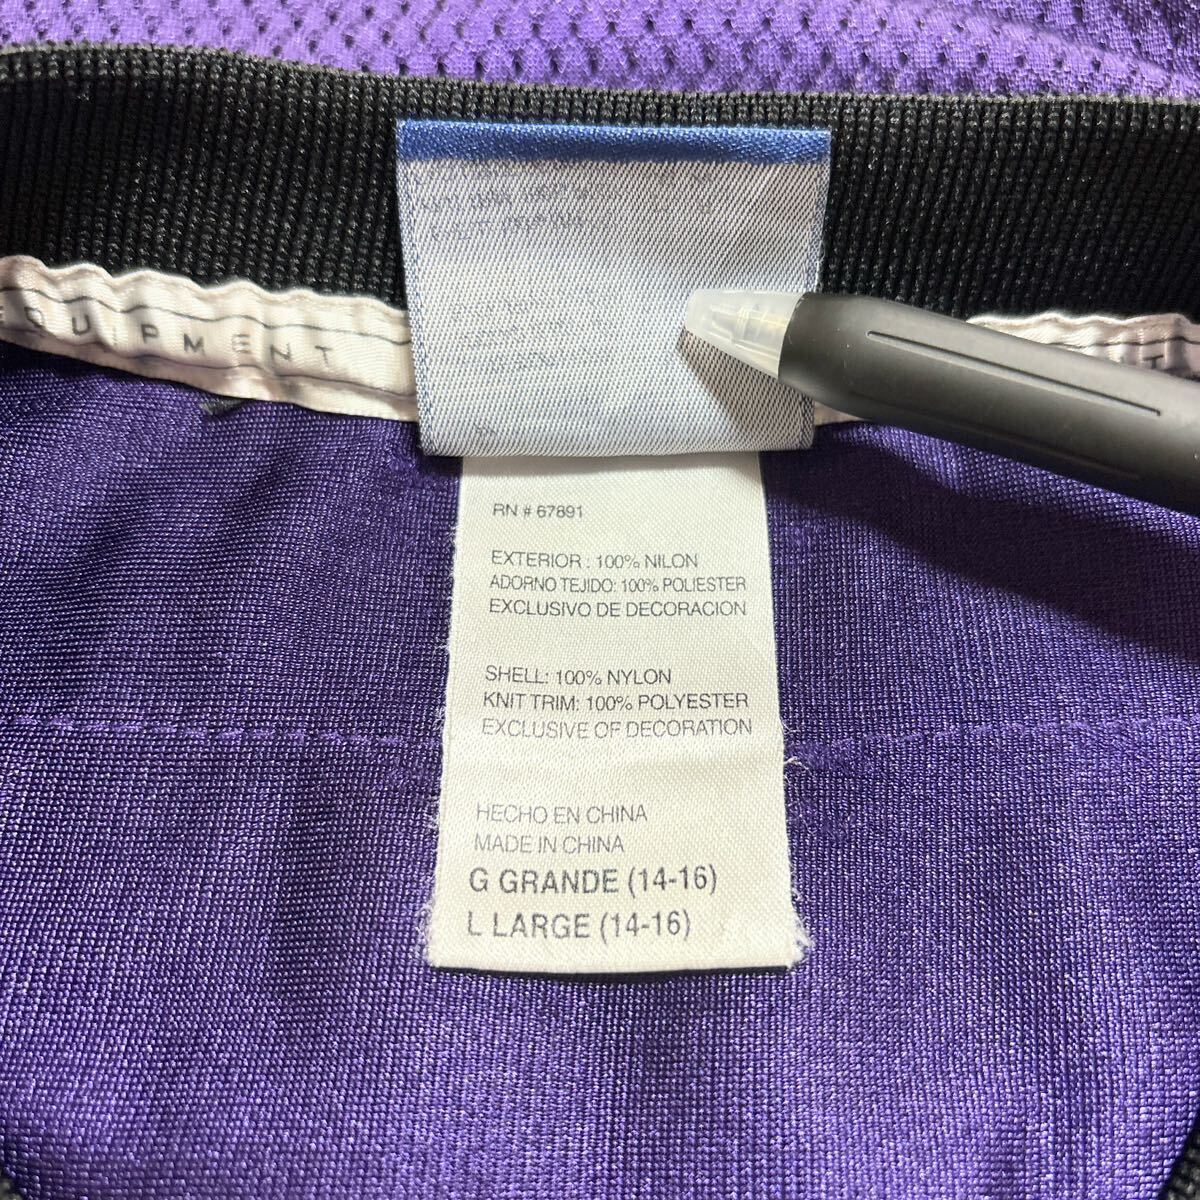 EQUIPMENT
RN # 67891
EXTERIOR : 100% NILON
ADORNO TEJIDO: 100% POLIESTER
EXCLUSIVO DE DECORACION
SHELL: 100% NYLON
KNIT TRIM: 100% POLYESTER
EXCLUSIVE OF DECORATION
HECHO EN CHINA
MADE IN CHINA
G GRANDE (14-16)
L LARGE (14-16)